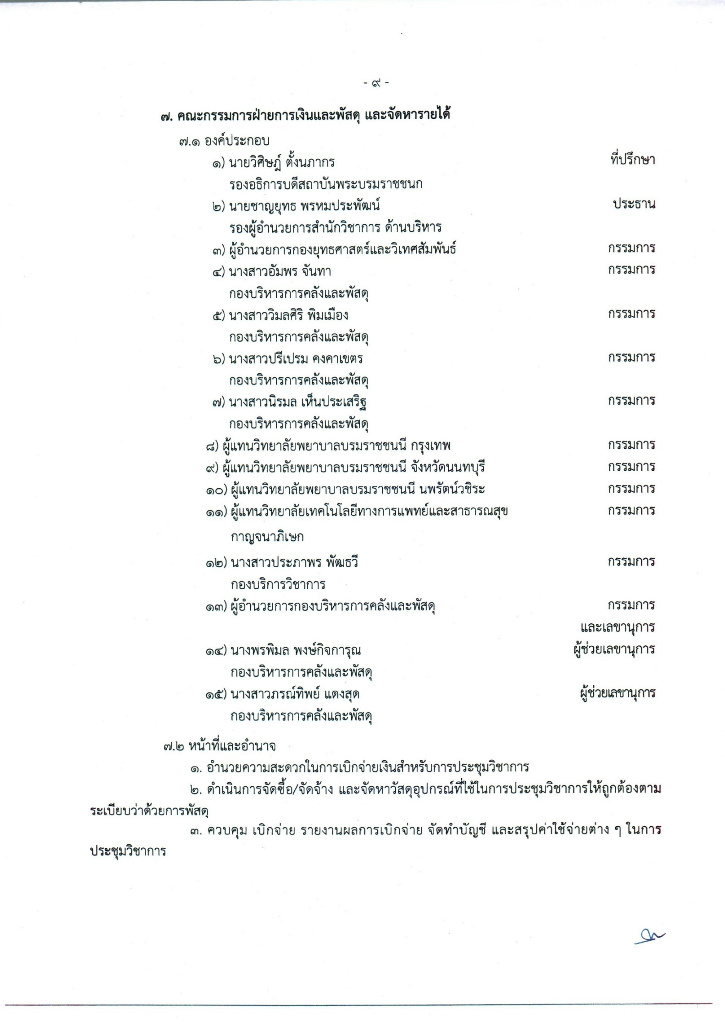 - ๙ -
๗. คณะกรรมการฝ่ายการเงินและพัสดุ และจัดหารายได้
๗.๑ องค์ประกอบ
๑) นายวิศิษฎ์ ตั้งนภากร ที่ปรึกษา
รองอธิการบดีสถาบันพระบรมราชชนก
๒) นายชาญยุทธ พรหมประพัฒน์ ประธาน
รองผู้อำนวยการสำนักวิชาการ ด้านบริหาร
๓) ผู้อำนวยการกองยุทธศาสตร์และวิเทศสัมพันธ์ กรรมการ
๔) นางสาวอัมพร จันทา กรรมการ
กองบริหารการคลังและพัสดุ
๕) นางสาววิมลศิริ พิมเมือง กรรมการ
กองบริหารการคลังและพัสดุ
๖) นางสาวปรีเปรม คงคาเขตร กรรมการ
กองบริหารการคลังและพัสดุ
๗) นางสาวนิรมล เห็นประเสริฐ กรรมการ
กองบริหารการคลังและพัสดุ
๘) ผู้แทนวิทยาลัยพยาบาลบรมราชชนนี กรุงเทพ กรรมการ
๙) ผู้แทนวิทยาลัยพยาบาลบรมราชชนนี จังหวัดนนทบุรี กรรมการ
๑๐) ผู้แทนวิทยาลัยพยาบาลบรมราชชนนี นพรัตน์วชิระ กรรมการ
๑๑) ผู้แทนวิทยาลัยเทคโนโลยีทางการแพทย์และสาธารณสุข กรรมการ
กาญจนาภิเษก
๑๒) นางสาวประภาพร พัฒธวี กรรมการ
กองบริการวิชาการ
๑๓) ผู้อำนวยการกองบริหารการคลังและพัสดุ กรรมการ
และเลขานุการ
๑๔) นางพรพิมล พงษ์กิจการุณ ผู้ช่วยเลขานุการ
กองบริหารการคลังและพัสดุ
๑๕) นางสาวภรณ์ทิพย์ แดงสุด ผู้ช่วยเลขานุการ
กองบริหารการคลังและพัสดุ
๗.๒ หน้าที่และอำนาจ
๑. อำนวยความสะดวกในการเบิกจ่ายเงินสำหรับการประชุมวิชาการ
๒. ดำเนินการจัดซื้อ/จัดจ้าง และจัดหาวัสดุอุปกรณ์ที่ใช้ในการประชุมวิชาการให้ถูกต้องตาม
ระเบียบว่าด้วยการพัสดุ
๓. ควบคุม เบิกจ่าย รายงานผลการเบิกจ่าย จัดทำบัญชี และสรุปค่าใช้จ่ายต่าง ๆ ในการ
ประชุมวิชาการ